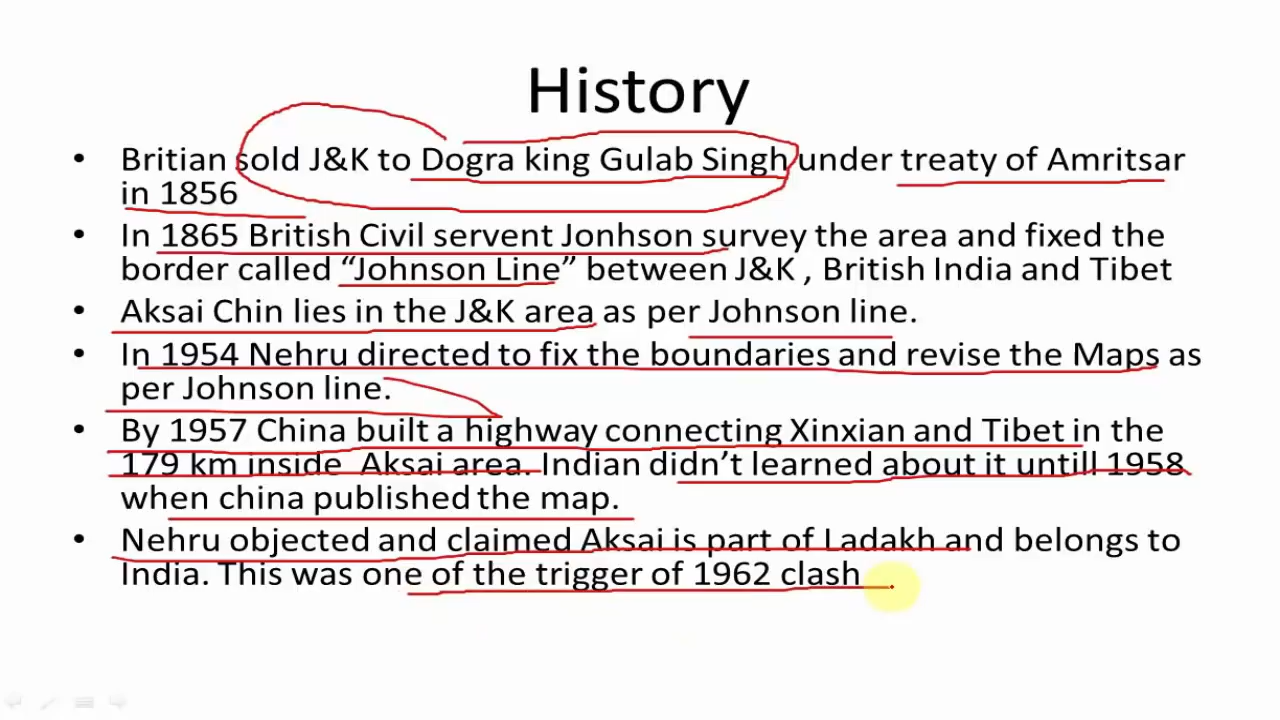 History
• Britian sold J&K to Dogra king Gulab Singh under treaty of Amritsar
in 1856
• In 1865 British Civil servent Jonhson survey the area and fixed the
border called “Johnson Line” between J&K , British India and Tibet
• Aksai Chin lies in the J&K area as per Johnson line.
• In 1954 Nehru directed to fix the boundaries and revise the Maps as
per Johnson line.
• By 1957 China built a highway connecting Xinxian and Tibet in the
179 km inside Aksai area. Indian didn’t learned about it untill 1958
when china published the map.
• Nehru objected and claimed Aksai is part of Ladakh and belongs to
India. This was one of the trigger of 1962 clash